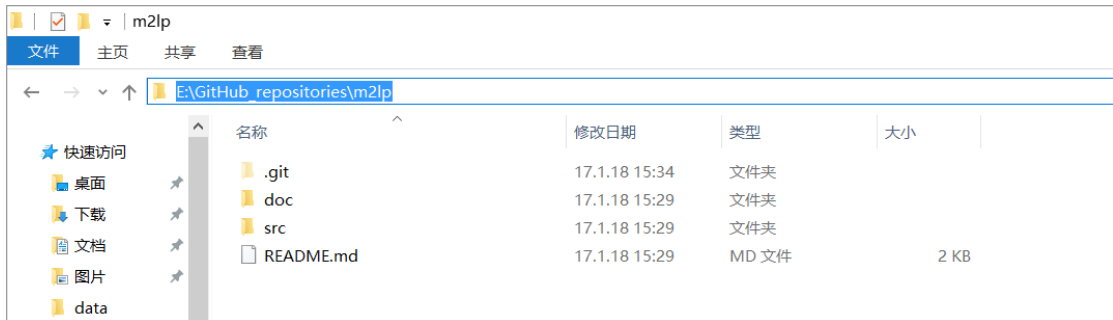 m2lp
文件 主页 共享 查看
E:\GitHub_repositories\m2lp
名称 修改日期 类型 大小
快速访问
.git 17.1.18 15:34 文件夹
桌面
doc 17.1.18 15:29 文件夹
下载
src 17.1.18 15:29 文件夹
文档
README.md 17.1.18 15:29 MD 文件 2 KB
图片
data